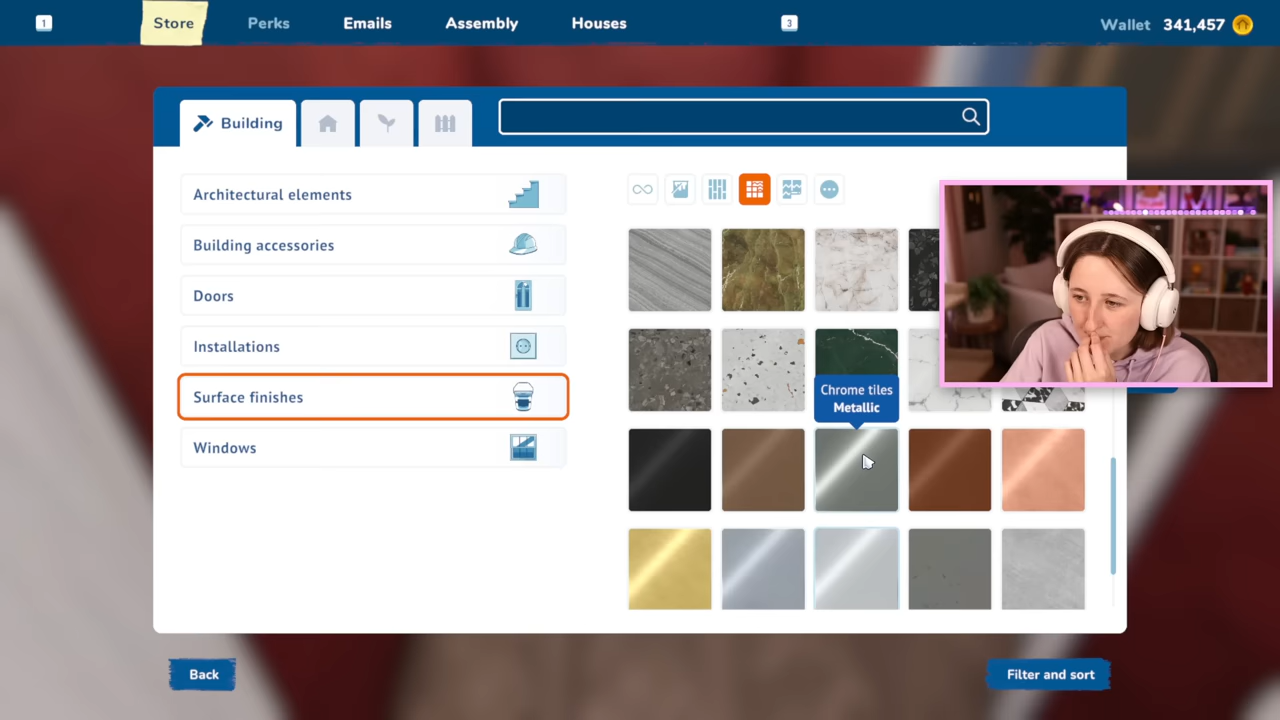 1
Store
Perks
Emails
Assembly
Houses
3
Wallet 341,457
Building
Architectural elements
Building accessories
Doors
Installations
Surface finishes
Windows
Chrome tiles
Metallic
Back
Filter and sort